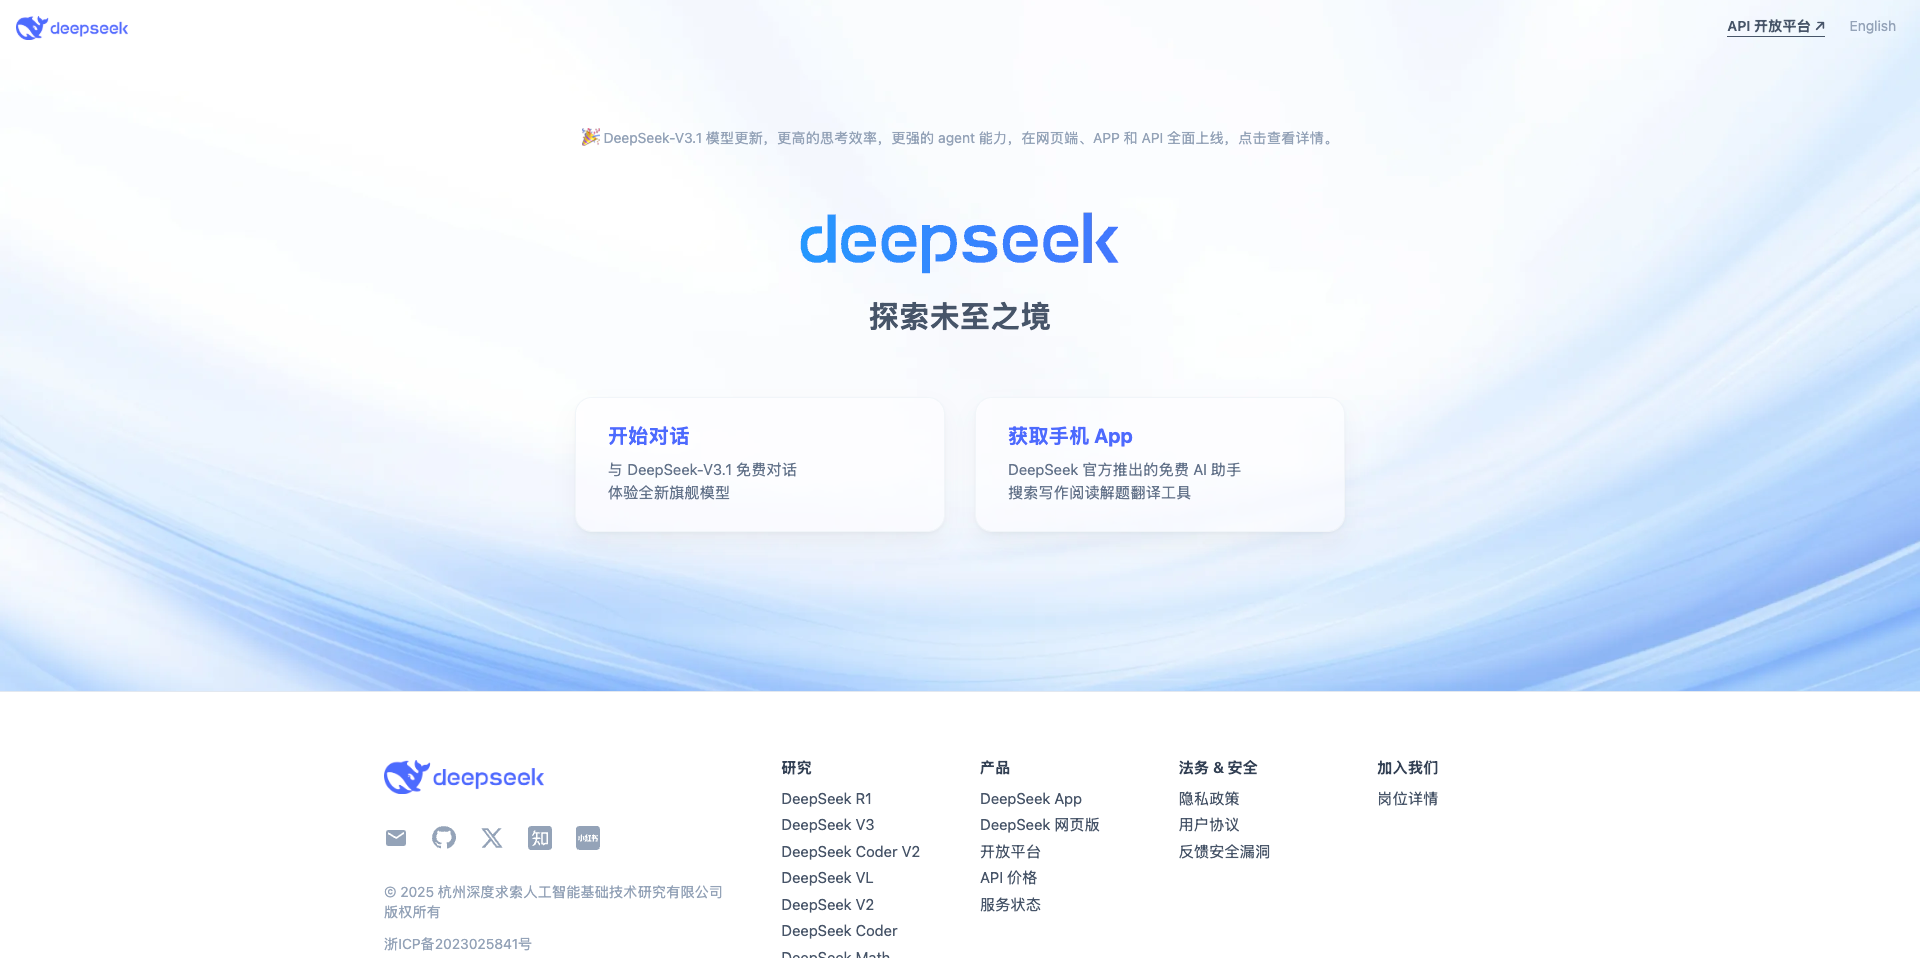 deepseek
API 开放平台 ↗
English
🎉 DeepSeek-V3.1 模型更新，更高的思考效率，更强的 agent 能力，在网页端、APP 和 API 全面上线，点击查看详情。
deepseek
探索未至之境
开始对话
与 DeepSeek-V3.1 免费对话
体验全新旗舰模型
获取手机 App
DeepSeek 官方推出的免费 AI 助手
搜索写作阅读解题翻译工具
deepseek
知
小红书
© 2025 杭州深度求索人工智能基础技术研究有限公司
版权所有
浙ICP备2023025841号
研究
DeepSeek R1
DeepSeek V3
DeepSeek Coder V2
DeepSeek VL
DeepSeek V2
DeepSeek Coder
DeepSeek Math
产品
DeepSeek App
DeepSeek 网页版
开放平台
API 价格
服务状态
法务 & 安全
隐私政策
用户协议
反馈安全漏洞
加入我们
岗位详情